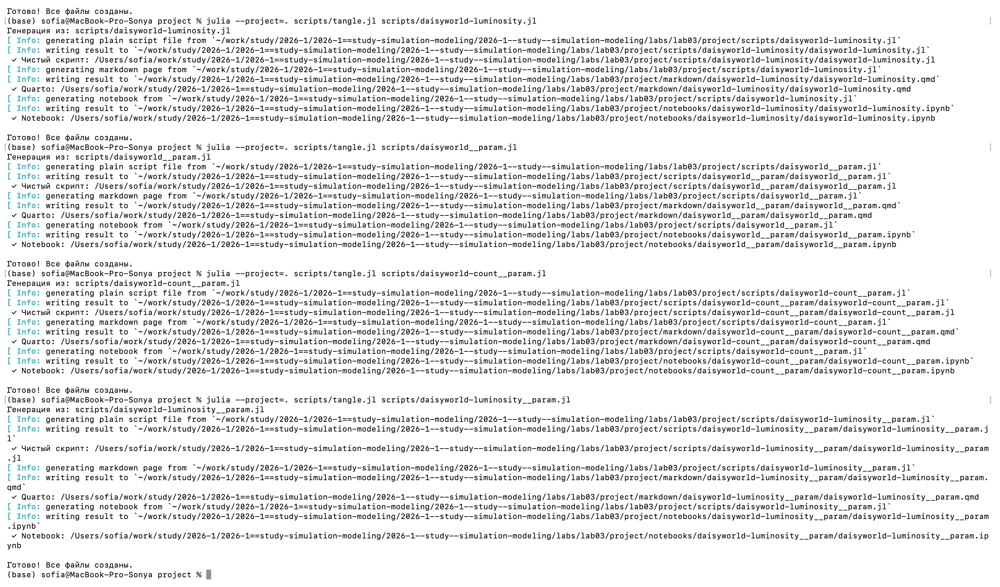 Готово! Все файлы созданы.
[(base) sofia@MacBook-Pro-Sonya project % julia --project=. scripts/tangle.jl scripts/daisyworld-luminosity.jl ]
Генерация из: scripts/daisyworld-luminosity.jl
[ Info: generating plain script file from `~/work/study/2026-1/2026-1==study-simulation-modeling/2026-1--study--simulation-modeling/labs/lab03/project/scripts/daisyworld-luminosity.jl`
[ Info: writing result to `~/work/study/2026-1/2026-1==study-simulation-modeling/2026-1--study--simulation-modeling/labs/lab03/project/scripts/daisyworld-luminosity/daisyworld-luminosity.jl`
✓ Чистый скрипт: /Users/sofia/work/study/2026-1/2026-1==study-simulation-modeling/2026-1--study--simulation-modeling/labs/lab03/project/scripts/daisyworld-luminosity/daisyworld-luminosity.jl
[ Info: generating markdown page from `~/work/study/2026-1/2026-1==study-simulation-modeling/2026-1--study--simulation-modeling/labs/lab03/project/scripts/daisyworld-luminosity.jl`
[ Info: writing result to `~/work/study/2026-1/2026-1==study-simulation-modeling/2026-1--study--simulation-modeling/labs/lab03/project/markdown/daisyworld-luminosity/daisyworld-luminosity.qmd`
✓ Quarto: /Users/sofia/work/study/2026-1/2026-1==study-simulation-modeling/2026-1--study--simulation-modeling/labs/lab03/project/markdown/daisyworld-luminosity/daisyworld-luminosity.qmd
[ Info: generating notebook from `~/work/study/2026-1/2026-1==study-simulation-modeling/2026-1--study--simulation-modeling/labs/lab03/project/scripts/daisyworld-luminosity.jl`
[ Info: writing result to `~/work/study/2026-1/2026-1==study-simulation-modeling/2026-1--study--simulation-modeling/labs/lab03/project/notebooks/daisyworld-luminosity/daisyworld-luminosity.ipynb`
✓ Notebook: /Users/sofia/work/study/2026-1/2026-1==study-simulation-modeling/2026-1--study--simulation-modeling/labs/lab03/project/notebooks/daisyworld-luminosity/daisyworld-luminosity.ipynb
Готово! Все файлы созданы.
[(base) sofia@MacBook-Pro-Sonya project % julia --project=. scripts/tangle.jl scripts/daisyworld__param.jl ]
Генерация из: scripts/daisyworld__param.jl
[ Info: generating plain script file from `~/work/study/2026-1/2026-1==study-simulation-modeling/2026-1--study--simulation-modeling/labs/lab03/project/scripts/daisyworld__param.jl`
[ Info: writing result to `~/work/study/2026-1/2026-1==study-simulation-modeling/2026-1--study--simulation-modeling/labs/lab03/project/scripts/daisyworld__param/daisyworld__param.jl`
✓ Чистый скрипт: /Users/sofia/work/study/2026-1/2026-1==study-simulation-modeling/2026-1--study--simulation-modeling/labs/lab03/project/scripts/daisyworld__param/daisyworld__param.jl
[ Info: generating markdown page from `~/work/study/2026-1/2026-1==study-simulation-modeling/2026-1--study--simulation-modeling/labs/lab03/project/scripts/daisyworld__param.jl`
[ Info: writing result to `~/work/study/2026-1/2026-1==study-simulation-modeling/2026-1--study--simulation-modeling/labs/lab03/project/markdown/daisyworld__param/daisyworld__param.qmd`
✓ Quarto: /Users/sofia/work/study/2026-1/2026-1==study-simulation-modeling/2026-1--study--simulation-modeling/labs/lab03/project/markdown/daisyworld__param/daisyworld__param.qmd
[ Info: generating notebook from `~/work/study/2026-1/2026-1==study-simulation-modeling/2026-1--study--simulation-modeling/labs/lab03/project/scripts/daisyworld__param.jl`
[ Info: writing result to `~/work/study/2026-1/2026-1==study-simulation-modeling/2026-1--study--simulation-modeling/labs/lab03/project/notebooks/daisyworld__param/daisyworld__param.ipynb`
✓ Notebook: /Users/sofia/work/study/2026-1/2026-1==study-simulation-modeling/2026-1--study--simulation-modeling/labs/lab03/project/notebooks/daisyworld__param/daisyworld__param.ipynb
Готово! Все файлы созданы.
[(base) sofia@MacBook-Pro-Sonya project % julia --project=. scripts/tangle.jl scripts/daisyworld-count__param.jl ]
Генерация из: scripts/daisyworld-count__param.jl
[ Info: generating plain script file from `~/work/study/2026-1/2026-1==study-simulation-modeling/2026-1--study--simulation-modeling/labs/lab03/project/scripts/daisyworld-count__param.jl`
[ Info: writing result to `~/work/study/2026-1/2026-1==study-simulation-modeling/2026-1--study--simulation-modeling/labs/lab03/project/scripts/daisyworld-count__param/daisyworld-count__param.jl`
✓ Чистый скрипт: /Users/sofia/work/study/2026-1/2026-1==study-simulation-modeling/2026-1--study--simulation-modeling/labs/lab03/project/scripts/daisyworld-count__param/daisyworld-count__param.jl
[ Info: generating markdown page from `~/work/study/2026-1/2026-1==study-simulation-modeling/2026-1--study--simulation-modeling/labs/lab03/project/scripts/daisyworld-count__param.jl`
[ Info: writing result to `~/work/study/2026-1/2026-1==study-simulation-modeling/2026-1--study--simulation-modeling/labs/lab03/project/markdown/daisyworld-count__param/daisyworld-count__param.qmd`
✓ Quarto: /Users/sofia/work/study/2026-1/2026-1==study-simulation-modeling/2026-1--study--simulation-modeling/labs/lab03/project/markdown/daisyworld-count__param/daisyworld-count__param.qmd
[ Info: generating notebook from `~/work/study/2026-1/2026-1==study-simulation-modeling/2026-1--study--simulation-modeling/labs/lab03/project/scripts/daisyworld-count__param.jl`
[ Info: writing result to `~/work/study/2026-1/2026-1==study-simulation-modeling/2026-1--study--simulation-modeling/labs/lab03/project/notebooks/daisyworld-count__param/daisyworld-count__param.ipynb`
✓ Notebook: /Users/sofia/work/study/2026-1/2026-1==study-simulation-modeling/2026-1--study--simulation-modeling/labs/lab03/project/notebooks/daisyworld-count__param/daisyworld-count__param.ipynb
Готово! Все файлы созданы.
[(base) sofia@MacBook-Pro-Sonya project % julia --project=. scripts/tangle.jl scripts/daisyworld-luminosity__param.jl ]
Генерация из: scripts/daisyworld-luminosity__param.jl
[ Info: generating plain script file from `~/work/study/2026-1/2026-1==study-simulation-modeling/2026-1--study--simulation-modeling/labs/lab03/project/scripts/daisyworld-luminosity__param.jl`
[ Info: writing result to `~/work/study/2026-1/2026-1==study-simulation-modeling/2026-1--study--simulation-modeling/labs/lab03/project/scripts/daisyworld-luminosity__param/daisyworld-luminosity__param.j
l`
✓ Чистый скрипт: /Users/sofia/work/study/2026-1/2026-1==study-simulation-modeling/2026-1--study--simulation-modeling/labs/lab03/project/scripts/daisyworld-luminosity__param/daisyworld-luminosity__param
.jl
[ Info: generating markdown page from `~/work/study/2026-1/2026-1==study-simulation-modeling/2026-1--study--simulation-modeling/labs/lab03/project/scripts/daisyworld-luminosity__param.jl`
[ Info: writing result to `~/work/study/2026-1/2026-1==study-simulation-modeling/2026-1--study--simulation-modeling/labs/lab03/project/markdown/daisyworld-luminosity__param/daisyworld-luminosity__param.
qmd`
✓ Quarto: /Users/sofia/work/study/2026-1/2026-1==study-simulation-modeling/2026-1--study--simulation-modeling/labs/lab03/project/markdown/daisyworld-luminosity__param/daisyworld-luminosity__param.qmd
[ Info: generating notebook from `~/work/study/2026-1/2026-1==study-simulation-modeling/2026-1--study--simulation-modeling/labs/lab03/project/scripts/daisyworld-luminosity__param.jl`
[ Info: writing result to `~/work/study/2026-1/2026-1==study-simulation-modeling/2026-1--study--simulation-modeling/labs/lab03/project/notebooks/daisyworld-luminosity__param/daisyworld-luminosity__param
.ipynb`
✓ Notebook: /Users/sofia/work/study/2026-1/2026-1==study-simulation-modeling/2026-1--study--simulation-modeling/labs/lab03/project/notebooks/daisyworld-luminosity__param/daisyworld-luminosity__param.ip
ynb
Готово! Все файлы созданы.
(base) sofia@MacBook-Pro-Sonya project %